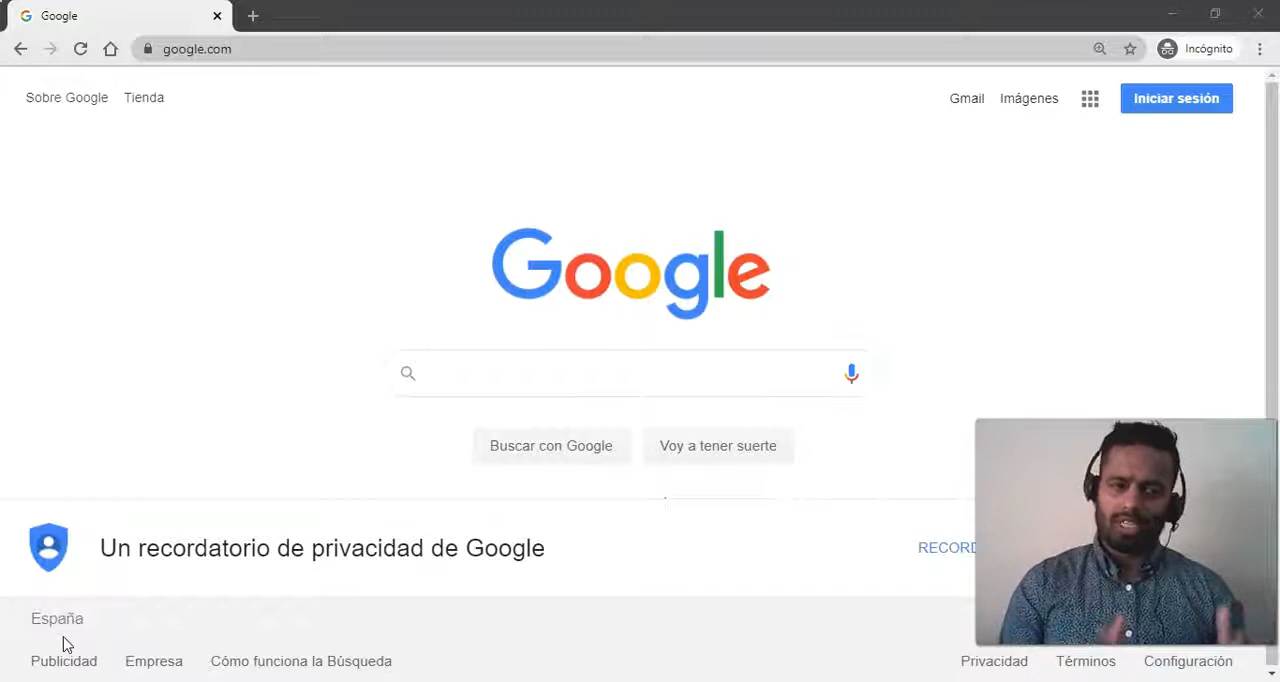 Google
google.com
Incógnito
Sobre Google
Tienda
Gmail
Imágenes
Iniciar sesión
Google
Buscar con Google
Voy a tener suerte
Un recordatorio de privacidad de Google
RECORD
España
Publicidad
Empresa
Cómo funciona la Búsqueda
Privacidad
Términos
Configuración